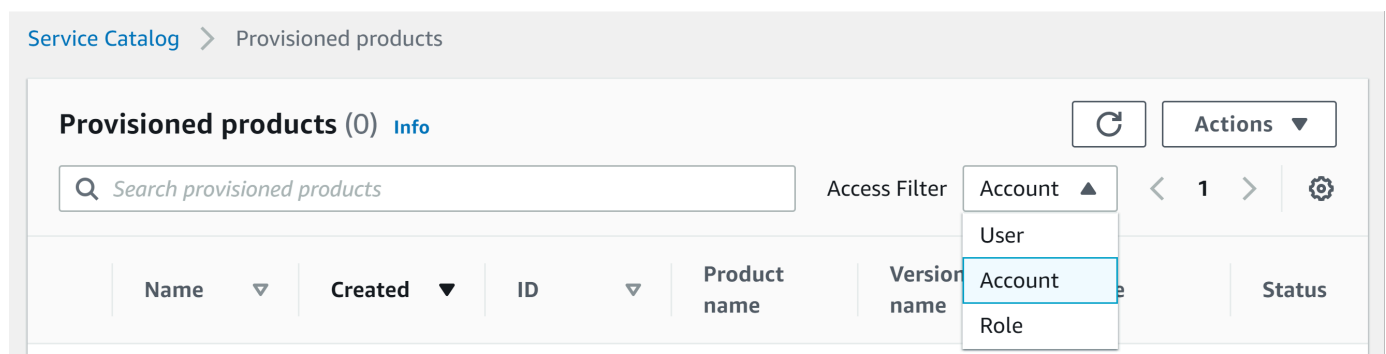 Service Catalog > Provisioned products
Provisioned products (0) Info
Actions
Search provisioned products
Access Filter Account
1
User
Account
Role
Name Created ID Product name Version name Status